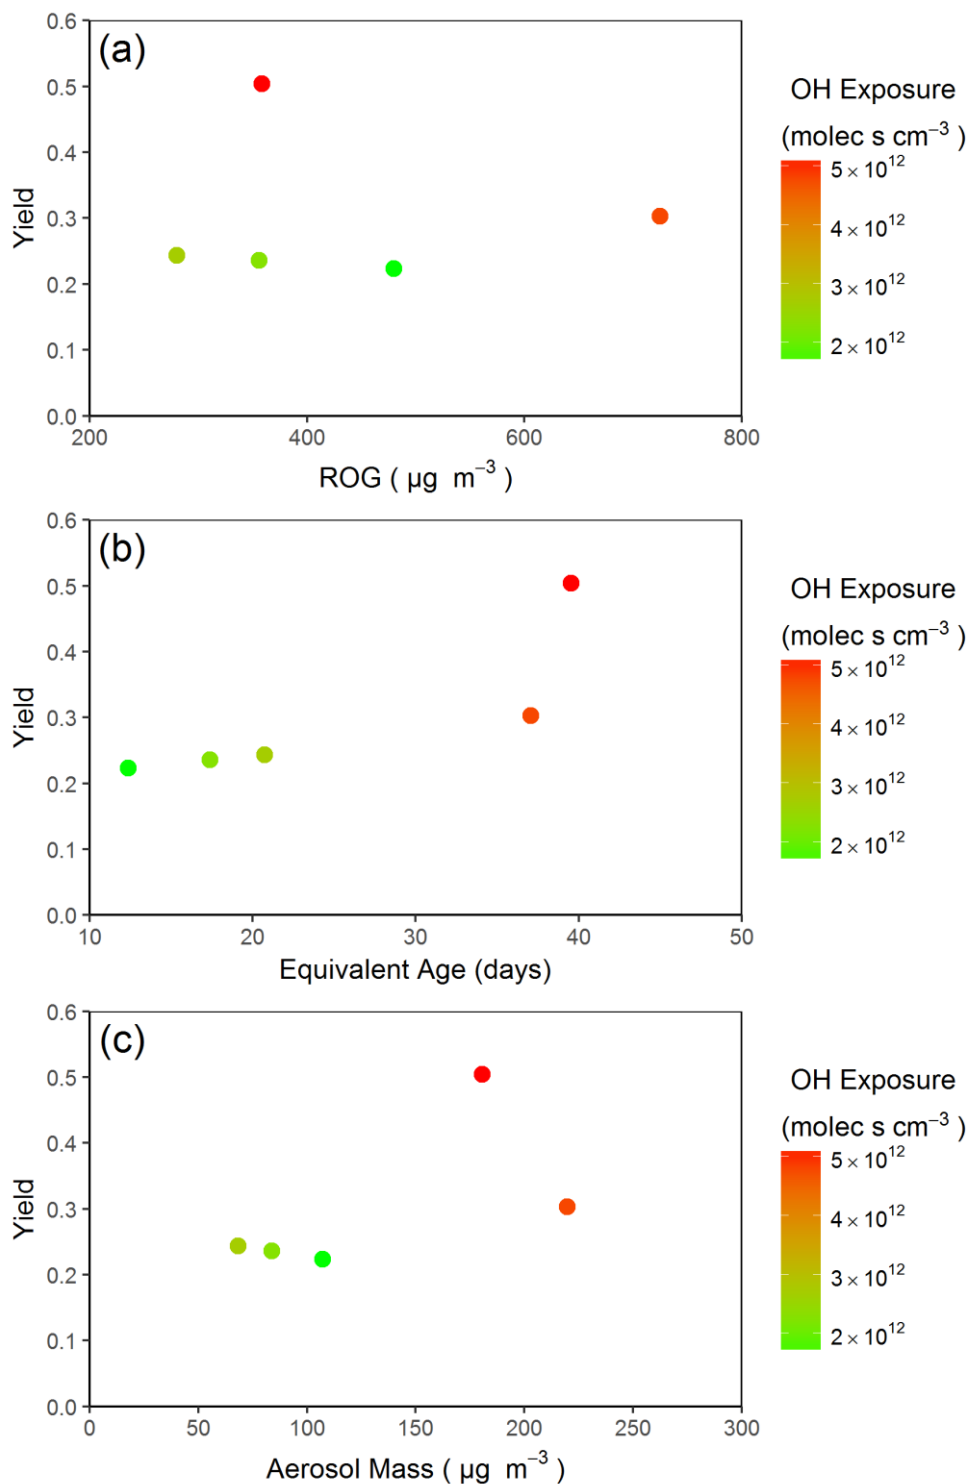 (a)
Yield
0.6
0.5
0.4
0.3
0.2
0.1
0.0
200 400 600 800
ROG ( µg m⁻³ )
OH Exposure
(molec s cm⁻³ )
5 × 10¹²
4 × 10¹²
3 × 10¹²
2 × 10¹²
(b)
Yield
0.6
0.5
0.4
0.3
0.2
0.1
0.0
10 20 30 40 50
Equivalent Age (days)
OH Exposure
(molec s cm⁻³ )
5 × 10¹²
4 × 10¹²
3 × 10¹²
2 × 10¹²
(c)
Yield
0.6
0.5
0.4
0.3
0.2
0.1
0.0
0 50 100 150 200 250 300
Aerosol Mass ( µg m⁻³ )
OH Exposure
(molec s cm⁻³ )
5 × 10¹²
4 × 10¹²
3 × 10¹²
2 × 10¹²